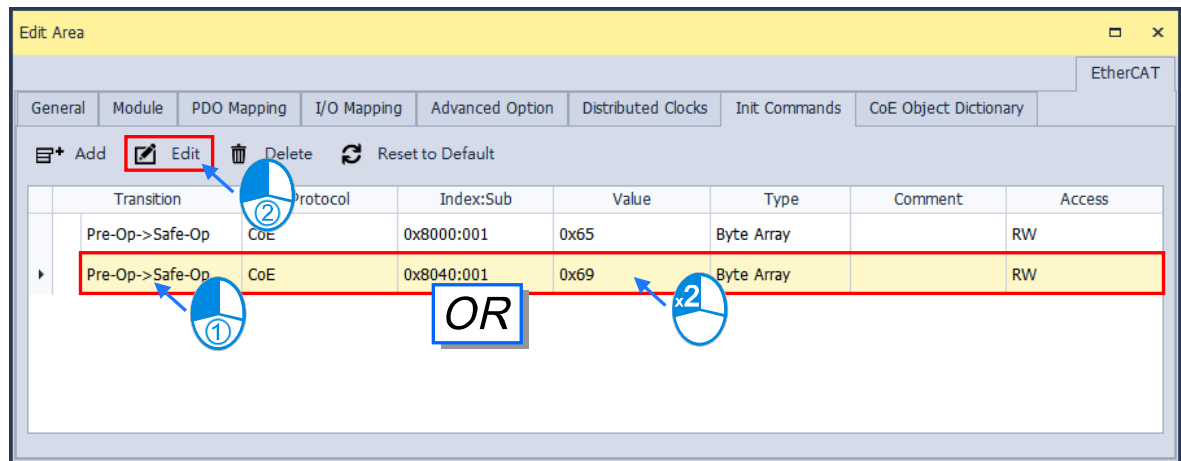 Edit Area
EtherCAT
General Module PDO Mapping I/O Mapping Advanced Option Distributed Clocks Init Commands CoE Object Dictionary
Add Edit Delete Reset to Default
Transition Protocol Index:Sub Value Type Comment Access
Pre-Op->Safe-Op CoE 0x8000:001 0x65 Byte Array RW
Pre-Op->Safe-Op CoE 0x8040:001 0x69 Byte Array RW
② 
① OR x2